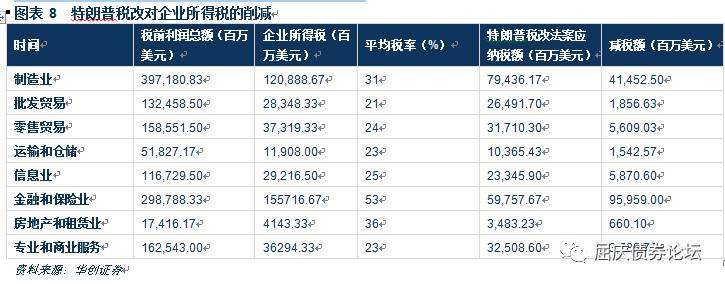 图表 8 特朗普税改对企业所得税的削减
时间 税前利润总额（百万美元） 企业所得税（百万美元） 平均税率（%） 特朗普税改法案应纳税额（百万美元） 减税额（百万美元）
制造业 397,180.83 120,888.67 31 79,436.17 41,452.50
批发贸易 132,458.50 28,348.33 21 26,491.70 1,856.63
零售贸易 158,551.50 37,319.33 24 31,710.30 5,609.03
运输和仓储 51,827.17 11,908.00 23 10,365.43 1,542.57
信息业 116,729.50 29,216.50 25 23,345.90 5,870.60
金融和保险业 298,788.33 155716.67 53 59,757.67 95,959.00
房地产和租赁业 17,416.17 4143.33 36 3,483.23 660.10
专业和商业服务 162,543.00 36294.33 23 32,508.60
屈庆债券论坛
资料来源：华创证券